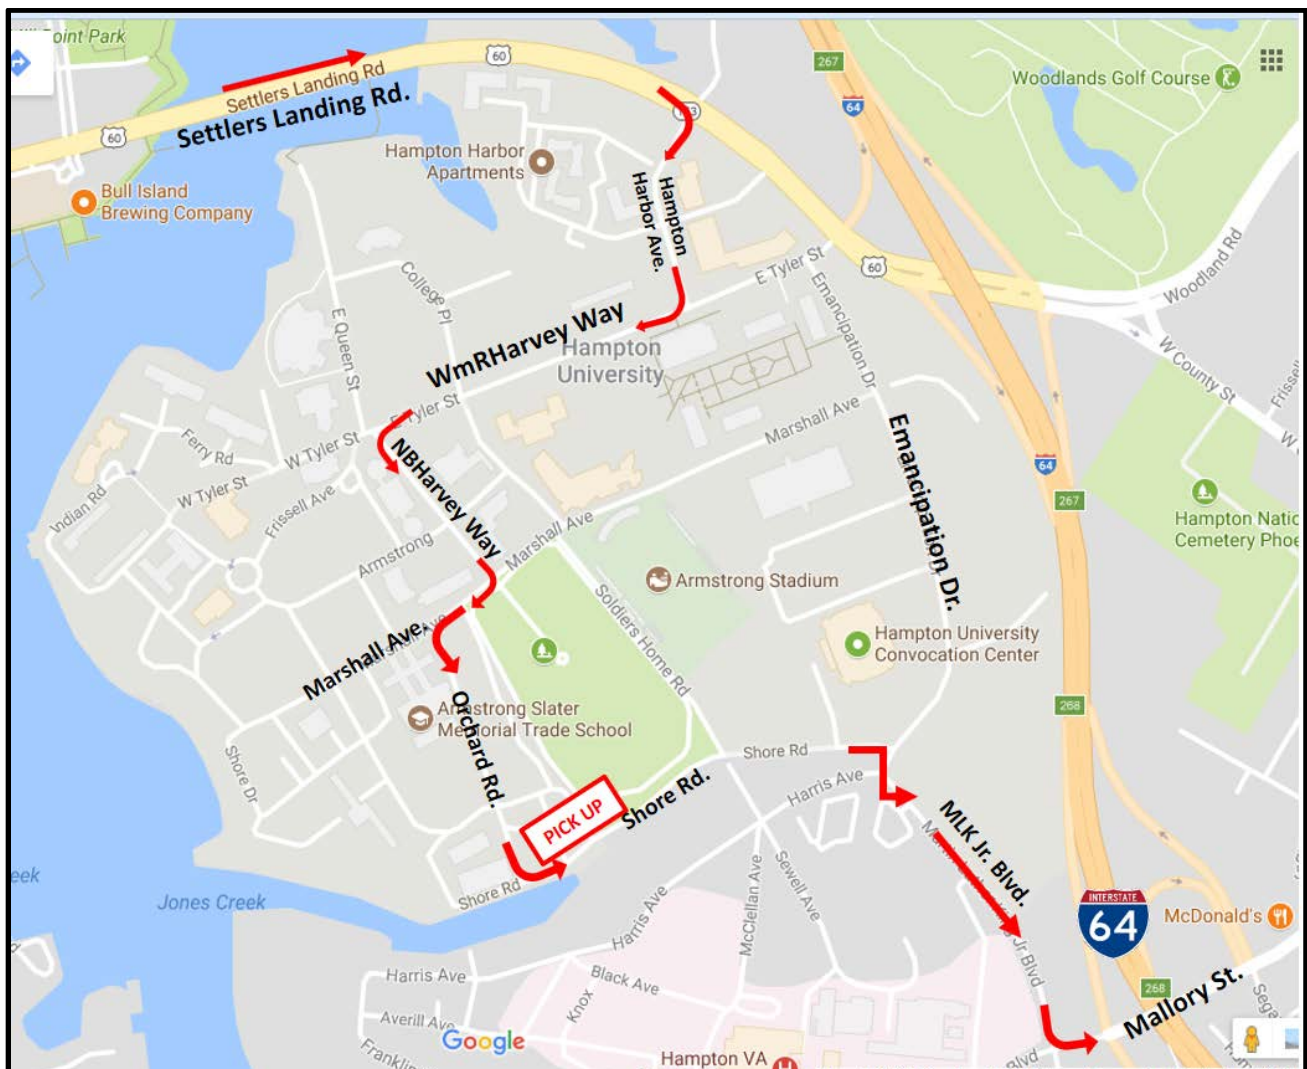 Point Park
Settlers Landing Rd
Settlers Landing Rd.
60
60
267
64
Woodlands Golf Course
143
60
Bull Island
Brewing Company
Hampton Harbor
Apartments
Hampton
Harbor Ave.
E Tyler St
60
Woodland Rd
College Pl
E Queen St
WmRHarvey Way
Hampton
University
Emancipation Dr
W County St
E Tyler St
Marshall Ave
Emancipation Dr.
Ferry Rd
W Tyler St
W Tyler St
NBHarvey Way
64
267
Indian Rd
Frissell Ave
Armstrong
Marshall Ave
Armstrong Stadium
Soldiers Home Rd
Hampton University
Convocation Center
Marshall Ave.
268
Armstrong Slater
Memorial Trade School
Orchard Rd.
Shore Dr
PICK UP
Shore Rd.
Shore Rd
Harris Ave
MLK Jr. Blvd.
Jr Blvd
Shore Rd
Jones Creek
eek
Harris Ave
McClellan Ave
Sewell Ave
INTERSTATE
64
McDonald's
Harris Ave
Black Ave
Knox
268
Mallory St.
Averill Ave
Google
Franklin
Hampton VA
H
Blvd